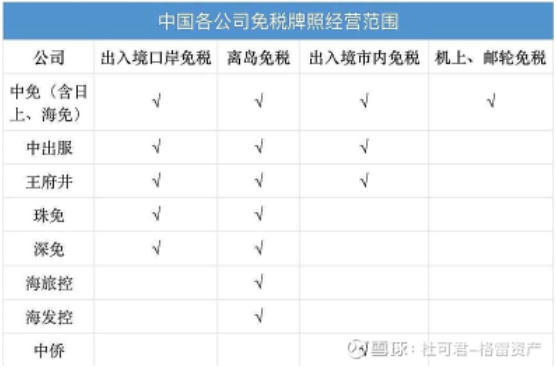 中国各公司免税牌照经营范围
公司 出入境口岸免税 离岛免税 出入境市内免税 机上、邮轮免税
中免（含日
上、海免） √ √ √ √
中出服 √ √ √
王府井 √ √ √
珠免 √ √
深免 √ √
海旅控 √
海发控 √
中侨 √
雪球：杜可君-格雷资产